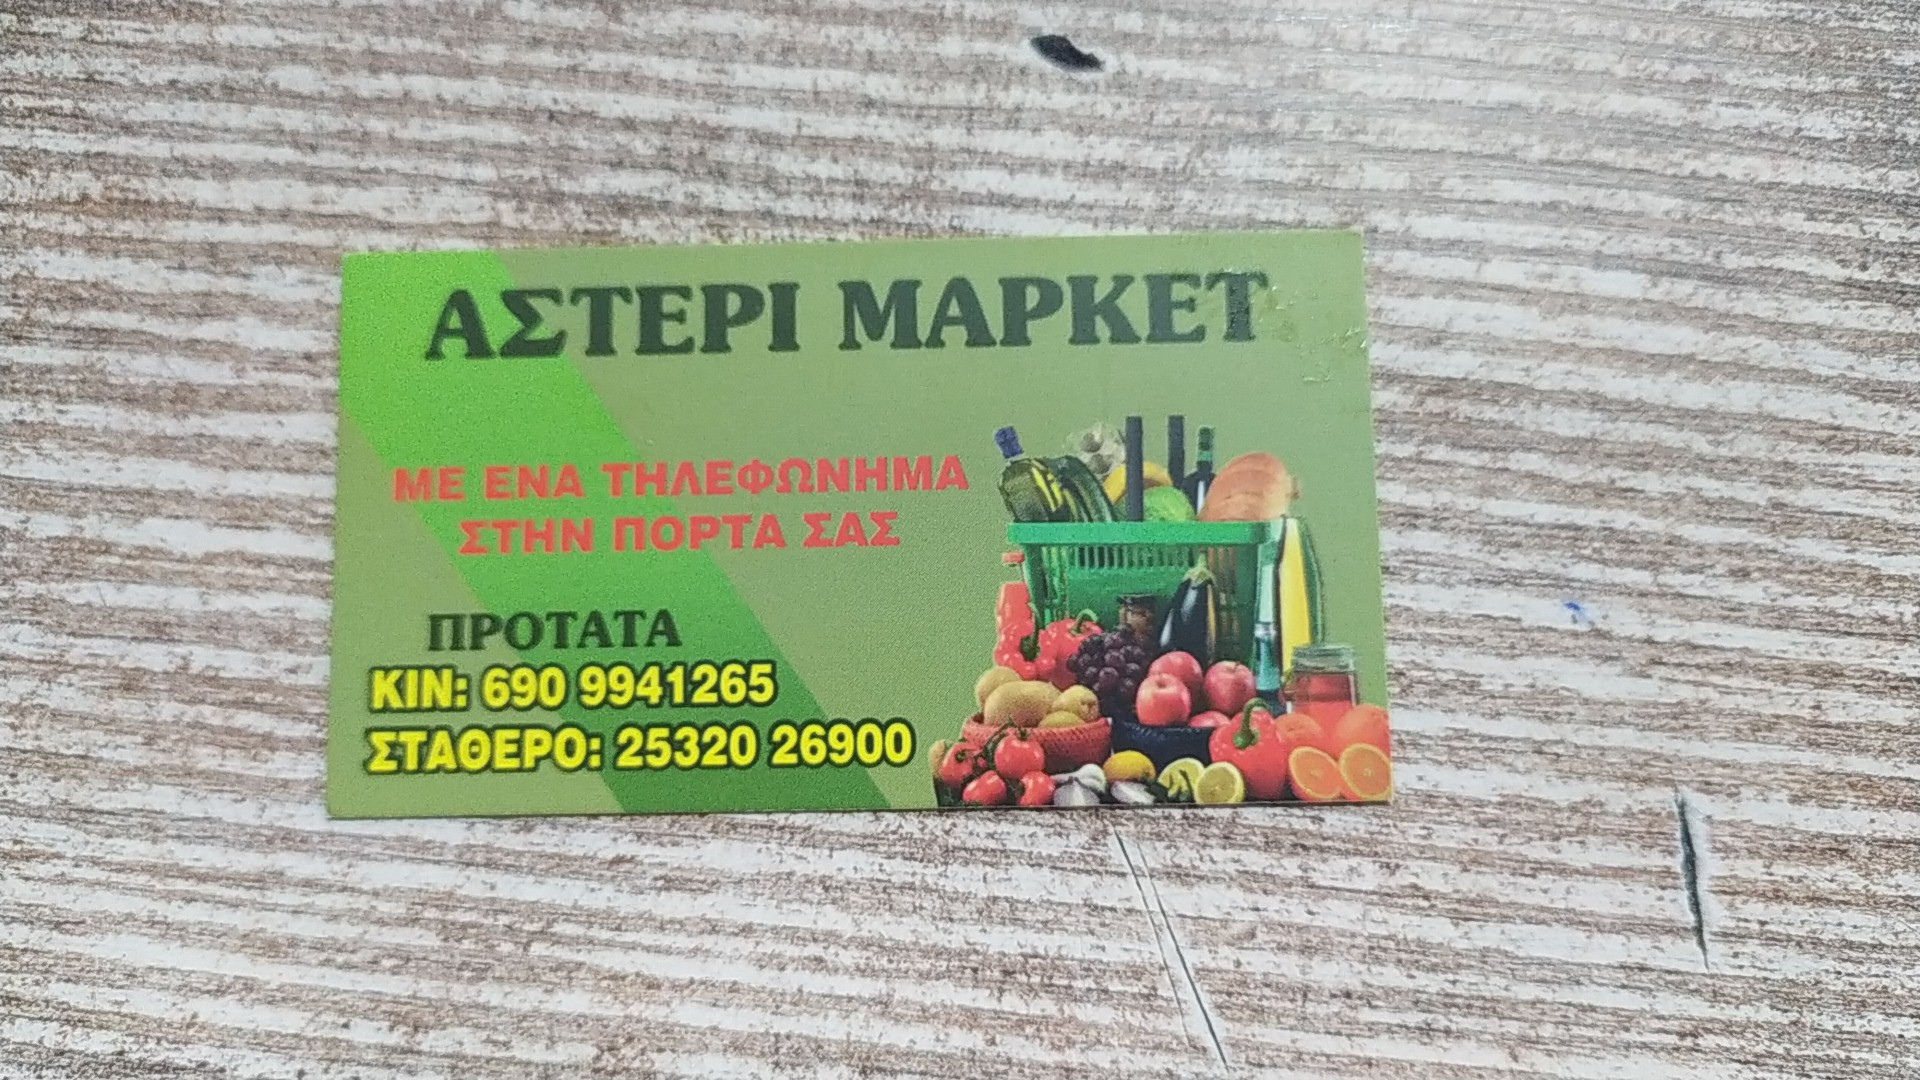 ΑΣΤΕΡΙ ΜΑΡΚΕΤ
ΜΕ ΕΝΑ ΤΗΛΕΦΩΝΗΜΑ
ΣΤΗΝ ΠΟΡΤΑ ΣΑΣ
ΠΡΟΤΑΤΑ
ΚΙΝ: 690 9941265
ΣΤΑΘΕΡΟ: 25320 26900